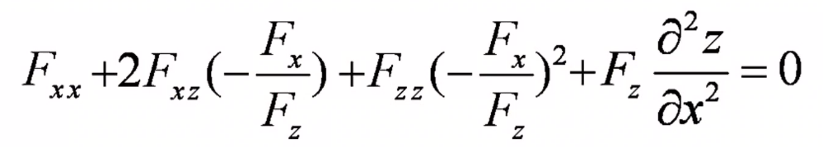 $F_{xx} + 2F_{xz}(-\frac{F_x}{F_z}) + F_{zz}(-\frac{F_x}{F_z})^2 + F_z \frac{\partial^2 z}{\partial x^2} = 0$